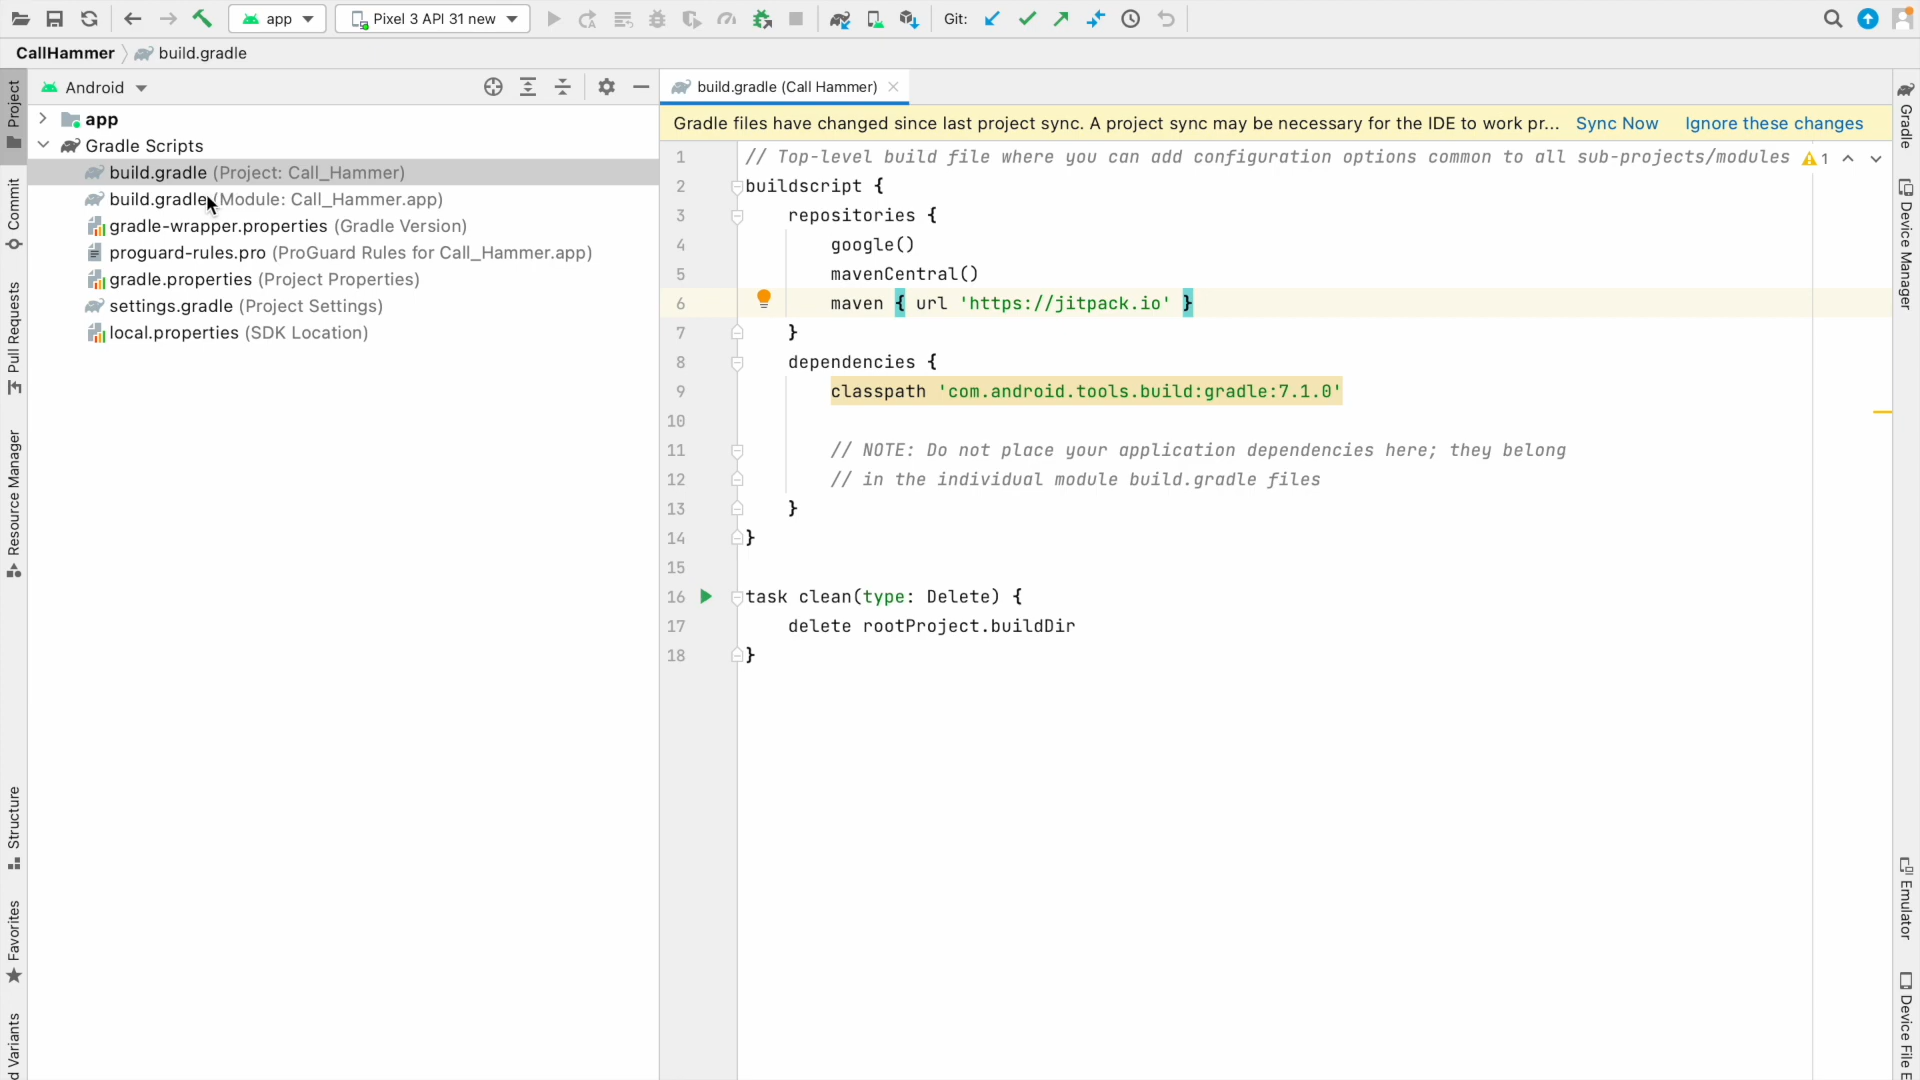 app
Pixel 3 API 31 new
Git:
CallHammer
build.gradle
Android
build.gradle (Call Hammer)
Gradle files have changed since last project sync. A project sync may be necessary for the IDE to work pr... Sync Now Ignore these changes
app
Gradle Scripts
build.gradle (Project: Call_Hammer)
build.gradle (Module: Call_Hammer.app)
gradle-wrapper.properties (Gradle Version)
proguard-rules.pro (ProGuard Rules for Call_Hammer.app)
gradle.properties (Project Properties)
settings.gradle (Project Settings)
local.properties (SDK Location)
1 // Top-level build file where you can add configuration options common to all sub-projects/modules 1
2 buildscript {
3 repositories {
4 google()
5 mavenCentral()
6 maven { url 'https://jitpack.io' }
7 }
8 dependencies {
9 classpath 'com.android.tools.build:gradle:7.1.0'
10
11 // NOTE: Do not place your application dependencies here; they belong
12 // in the individual module build.gradle files
13 }
14 }
15
16 task clean(type: Delete) {
17 delete rootProject.buildDir
18 }
Project
Commit
Pull Requests
Resource Manager
Structure
Favorites
d Variants
Gradle
Device Manager
Emulator
Device File E